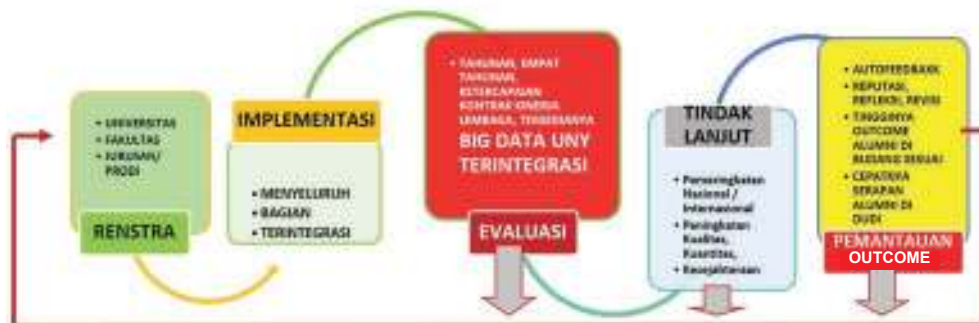 • UNIVERSITAS
• FAKULTAS
• JURUSAN/
PRODI
RENSTRA
IMPLEMENTASI
• MENYELURUH
• BAGIAN
• TERINTEGRASI
• TAHUNAN, EMPAT
TAHUNAN,
KETERCAPAIAN
KONTRAK KINERJA
LEMBAGA, TERSEDIANYA
BIG DATA UNY
TERINTEGRASI
EVALUASI
TINDAK
LANJUT
• Pemeringkatan
Nasional /
Internasional
• Peningkatan
Kualitas,
Kuantitas,
• Kesejahteraan
• AUTOFEEDBACK
• REPUTASI,
REFLEKSI, REVISI
• TINGGINYA
OUTCOME
ALUMNI DI
BIDANG SESUAI
• CEPATNYA
SERAPAN
ALUMNI DI
DUDI
PEMANTAUAN
OUTCOME